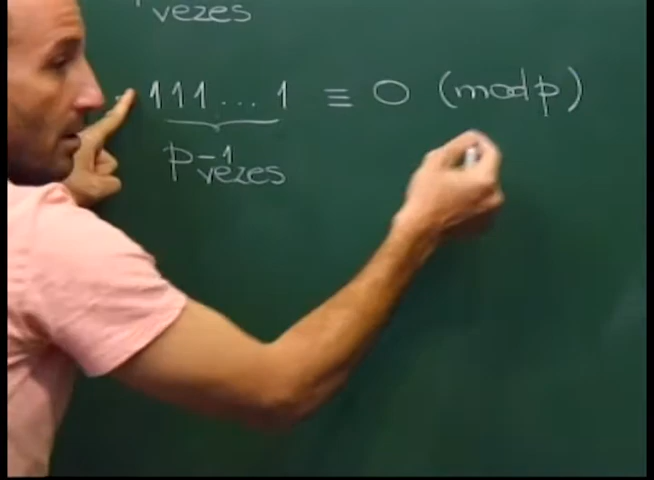 vezes
111...1 ≡ 0 (mod p)
p-1
vezes